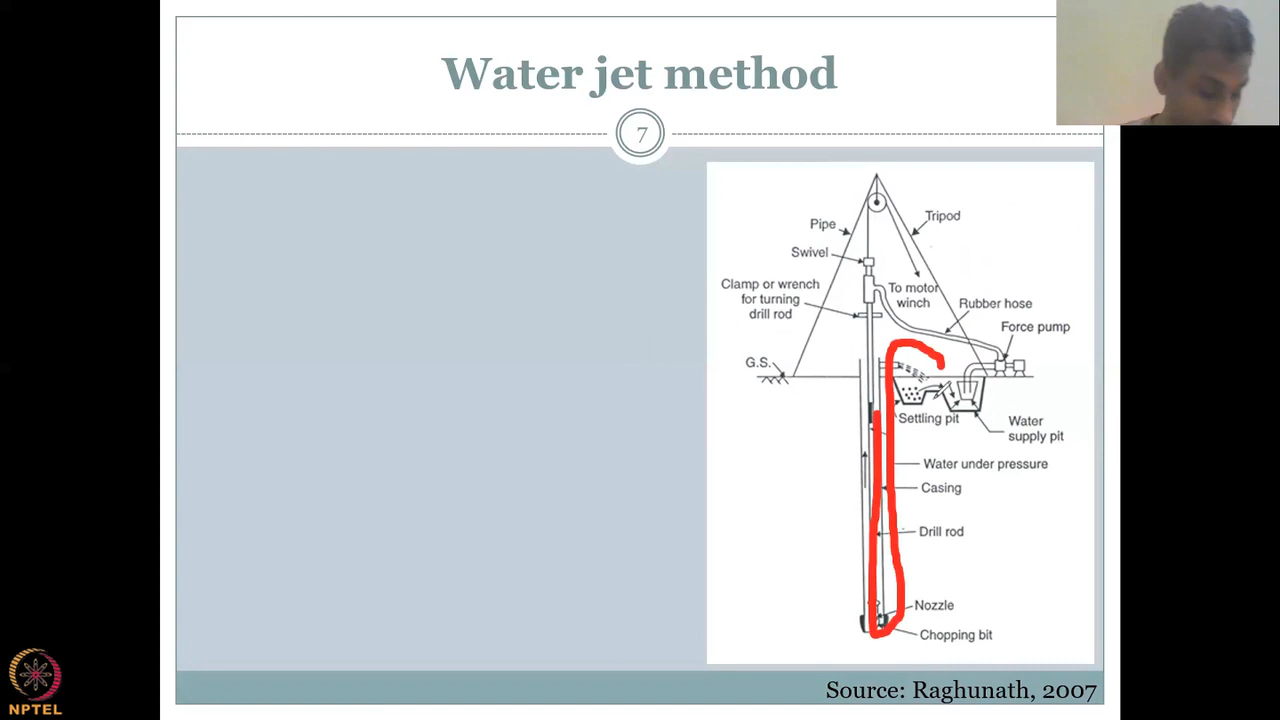 Water jet method
7
Pipe
Tripod
Swivel
Clamp or wrench
for turning
drill rod
To motor
winch
Rubber hose
Force pump
G.S.
Settling pit
Water
supply pit
Water under pressure
Casing
Drill rod
Nozzle
Chopping bit
Source: Raghunath, 2007
NPTEL